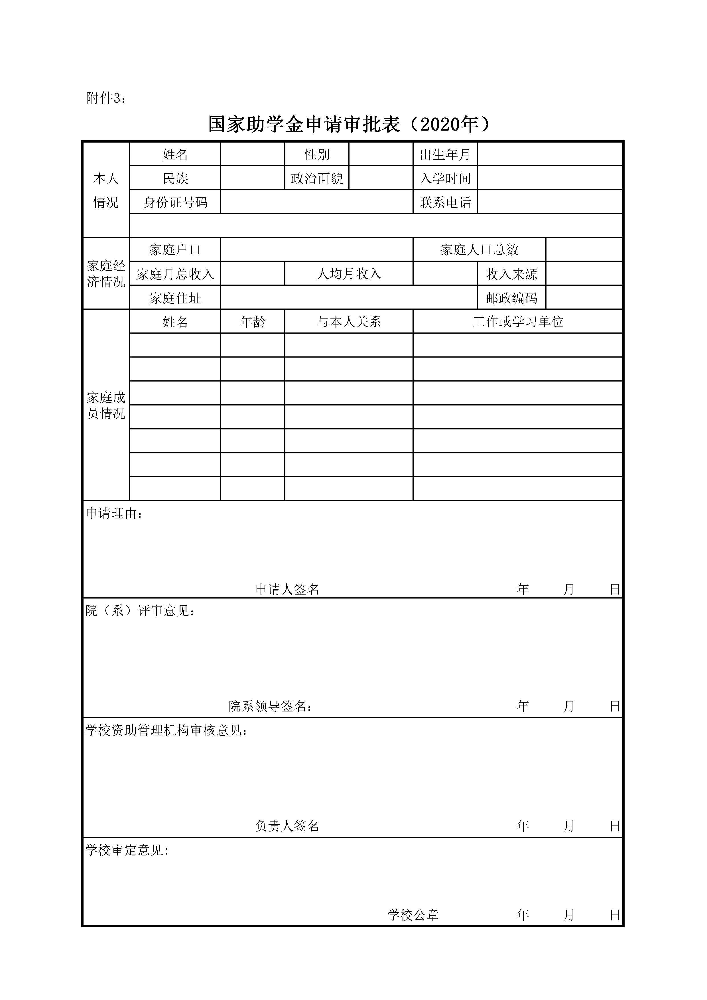 附件3：
国家助学金申请审批表（2020年）
姓名 性别 出生年月
本人
情况
民族 政治面貌 入学时间
身份证号码 联系电话
家庭经
济情况
家庭户口 家庭人口总数
家庭月总收入 人均月收入 收入来源
家庭住址 邮政编码
家庭成
员情况
姓名 年龄 与本人关系 工作或学习单位
申请理由：
申请人签名 年 月 日
院（系）评审意见：
院系领导签名： 年 月 日
学校资助管理机构审核意见：
负责人签名 年 月 日
学校审定意见:
学校公章 年 月 日